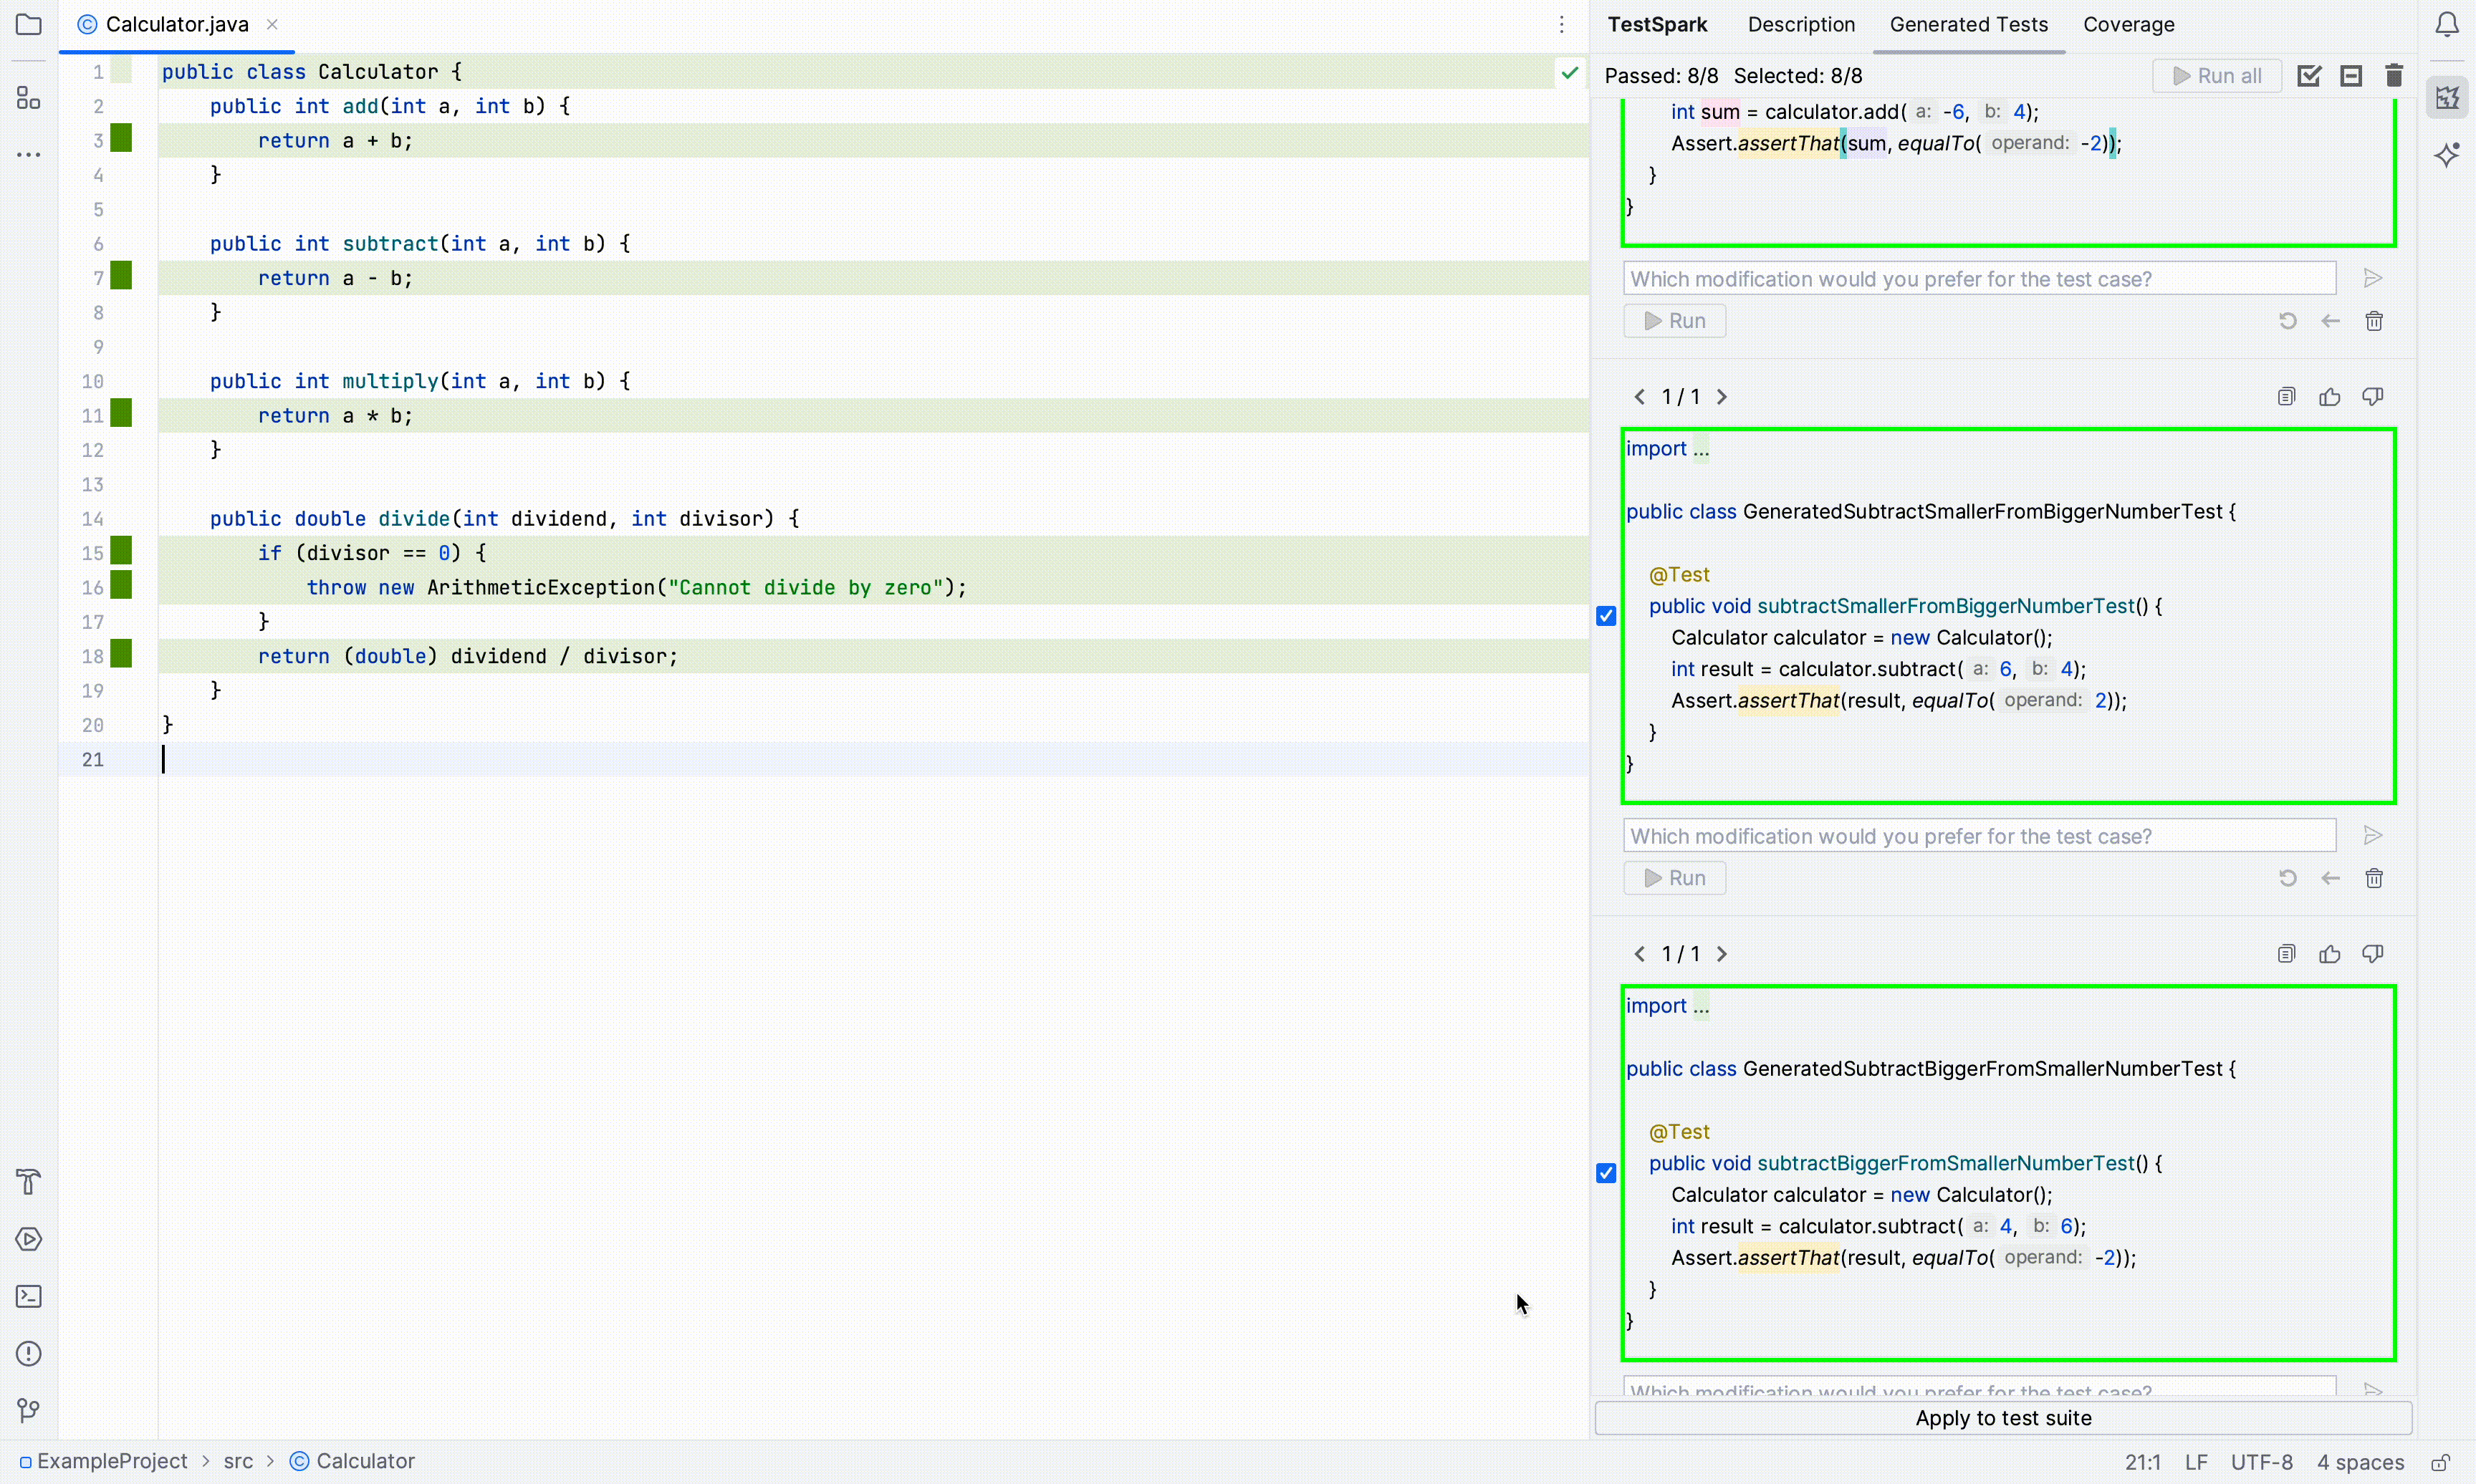 Calculator.java
1 public class Calculator {
2 public int add(int a, int b) {
3 return a + b;
4 }
5
6 public int subtract(int a, int b) {
7 return a - b;
8 }
9
10 public int multiply(int a, int b) {
11 return a * b;
12 }
13
14 public double divide(int dividend, int divisor) {
15 if (divisor == 0) {
16 throw new ArithmeticException("Cannot divide by zero");
17 }
18 return (double) dividend / divisor;
19 }
20 }
21
TestSpark Description Generated Tests Coverage
Passed: 8/8 Selected: 8/8 Run all
int sum = calculator.add( a: -6, b: 4);
Assert.assertThat(sum, equalTo( operand: -2));
}
}
Which modification would you prefer for the test case?
Run
1 / 1
import ...
public class GeneratedSubtractSmallerFromBiggerNumberTest {
@Test
public void subtractSmallerFromBiggerNumberTest() {
Calculator calculator = new Calculator();
int result = calculator.subtract( a: 6, b: 4);
Assert.assertThat(result, equalTo( operand: 2));
}
}
Which modification would you prefer for the test case?
Run
1 / 1
import ...
public class GeneratedSubtractBiggerFromSmallerNumberTest {
@Test
public void subtractBiggerFromSmallerNumberTest() {
Calculator calculator = new Calculator();
int result = calculator.subtract( a: 4, b: 6);
Assert.assertThat(result, equalTo( operand: -2));
}
}
Which modification would you prefer for the test case?
Apply to test suite
ExampleProject > src > Calculator
21:1 LF UTF-8 4 spaces